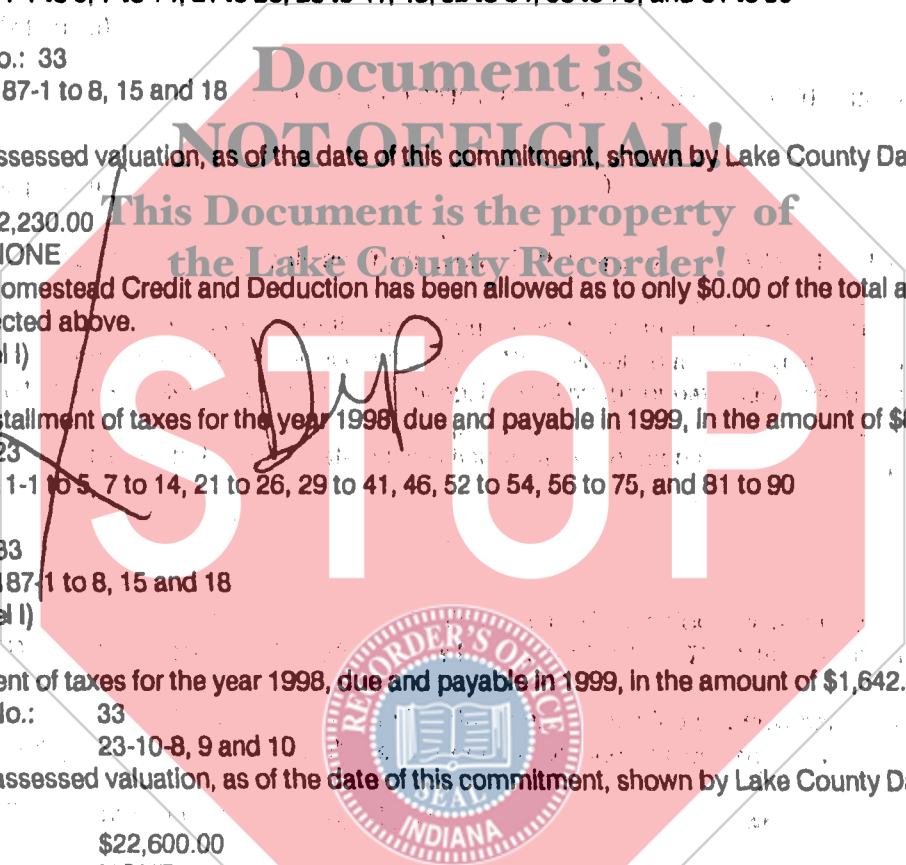 o.: 33
87-1 to 8, 15 and 18
Document is
NOT OFFICIAL!
ssessed valuation, as of the date of this commitment, shown by Lake County Da
This Document is the property of
2,230.00
IONE
the Lake County Recorder!
omestead Credit and Deduction has been allowed as to only $0.00 of the total a
cted above.
l I)
STOP
stallment of taxes for the year 1998, due and payable in 1999, in the amount of $
23
1-1 to 5, 7 to 14, 21 to 26, 29 to 41, 46, 52 to 54, 56 to 75, and 81 to 90
33
187-1 to 8, 15 and 18
el I)
ent of taxes for the year 1998, due and payable in 1999, in the amount of $1,642.
No.: 33
23-10-8, 9 and 10
assessed valuation, as of the date of this commitment, shown by Lake County D
$22,600.00
RECORDER'S OFFICE
SEAL
INDIANA